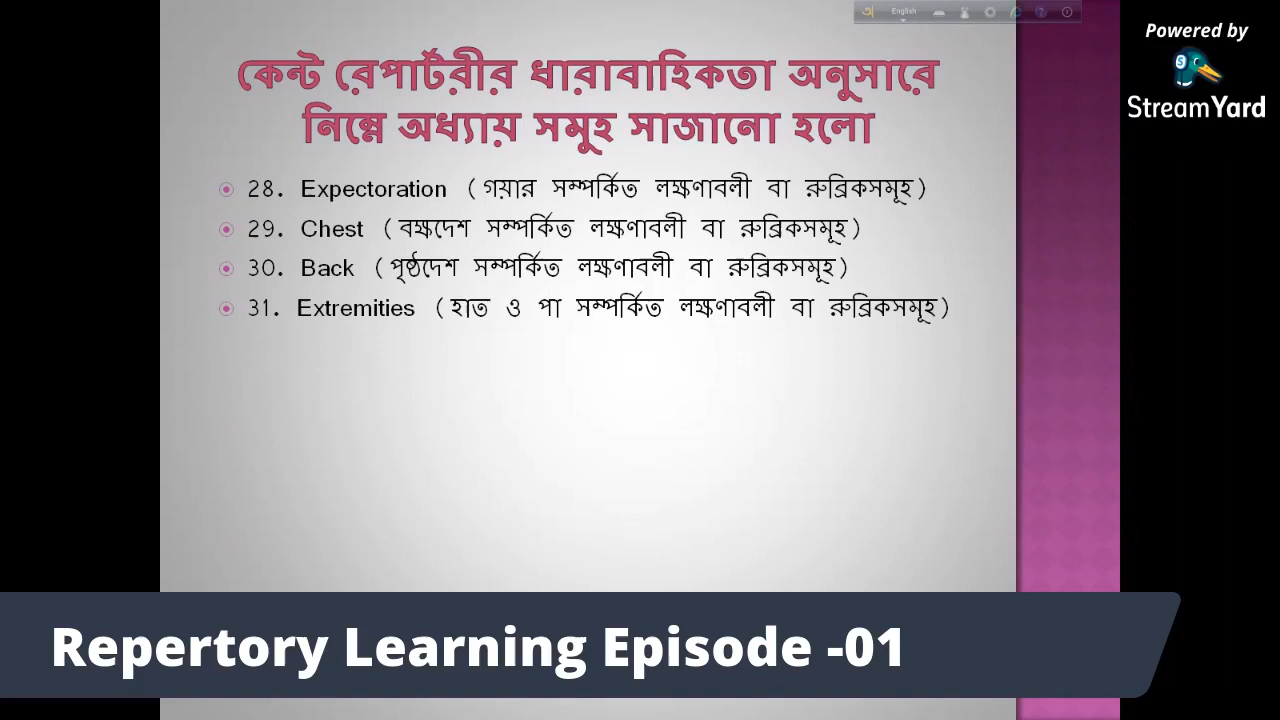 English
Powered by
StreamYard
কেন্ট রেপার্টরীর ধারাবাহিকতা অনুসারে
নিম্নে অধ্যায় সমুহ সাজানো হলো
28. Expectoration (গয়ার সম্পর্কিত লক্ষণাবলী বা রুব্রিকসমূহ)
29. Chest (বক্ষদেশ সম্পর্কিত লক্ষণাবলী বা রুব্রিকসমূহ)
30. Back (পৃষ্ঠদেশ সম্পর্কিত লক্ষণাবলী বা রুব্রিকসমূহ)
31. Extremities (হাত ও পা সম্পর্কিত লক্ষণাবলী বা রুব্রিকসমূহ)
Repertory Learning Episode -01